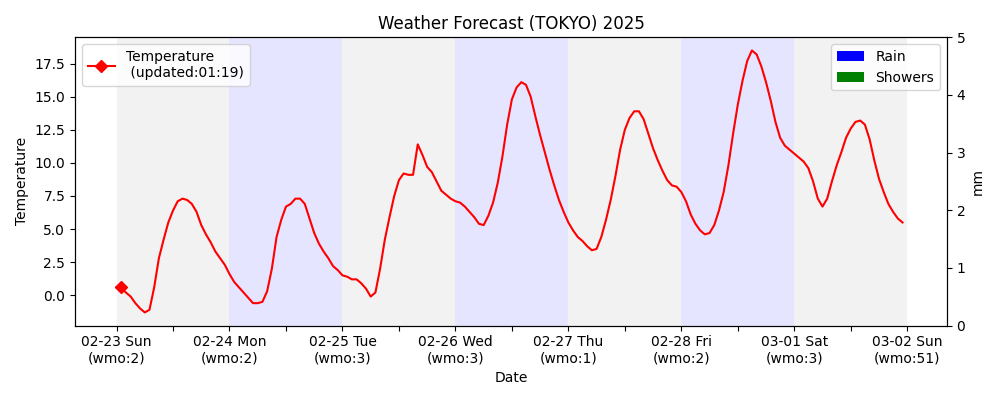 Weather Forecast (TOKYO) 2025
Temperature
(updated:01:19)
Rain
Showers
Temperature
17.5
15.0
12.5
10.0
7.5
5.0
2.5
0.0
5
4
3
2
1
0
mm
02-23 Sun
(wmo:2)
02-24 Mon
(wmo:2)
02-25 Tue
(wmo:3)
02-26 Wed
(wmo:3)
02-27 Thu
(wmo:1)
02-28 Fri
(wmo:2)
03-01 Sat
(wmo:3)
03-02 Sun
(wmo:51)
Date